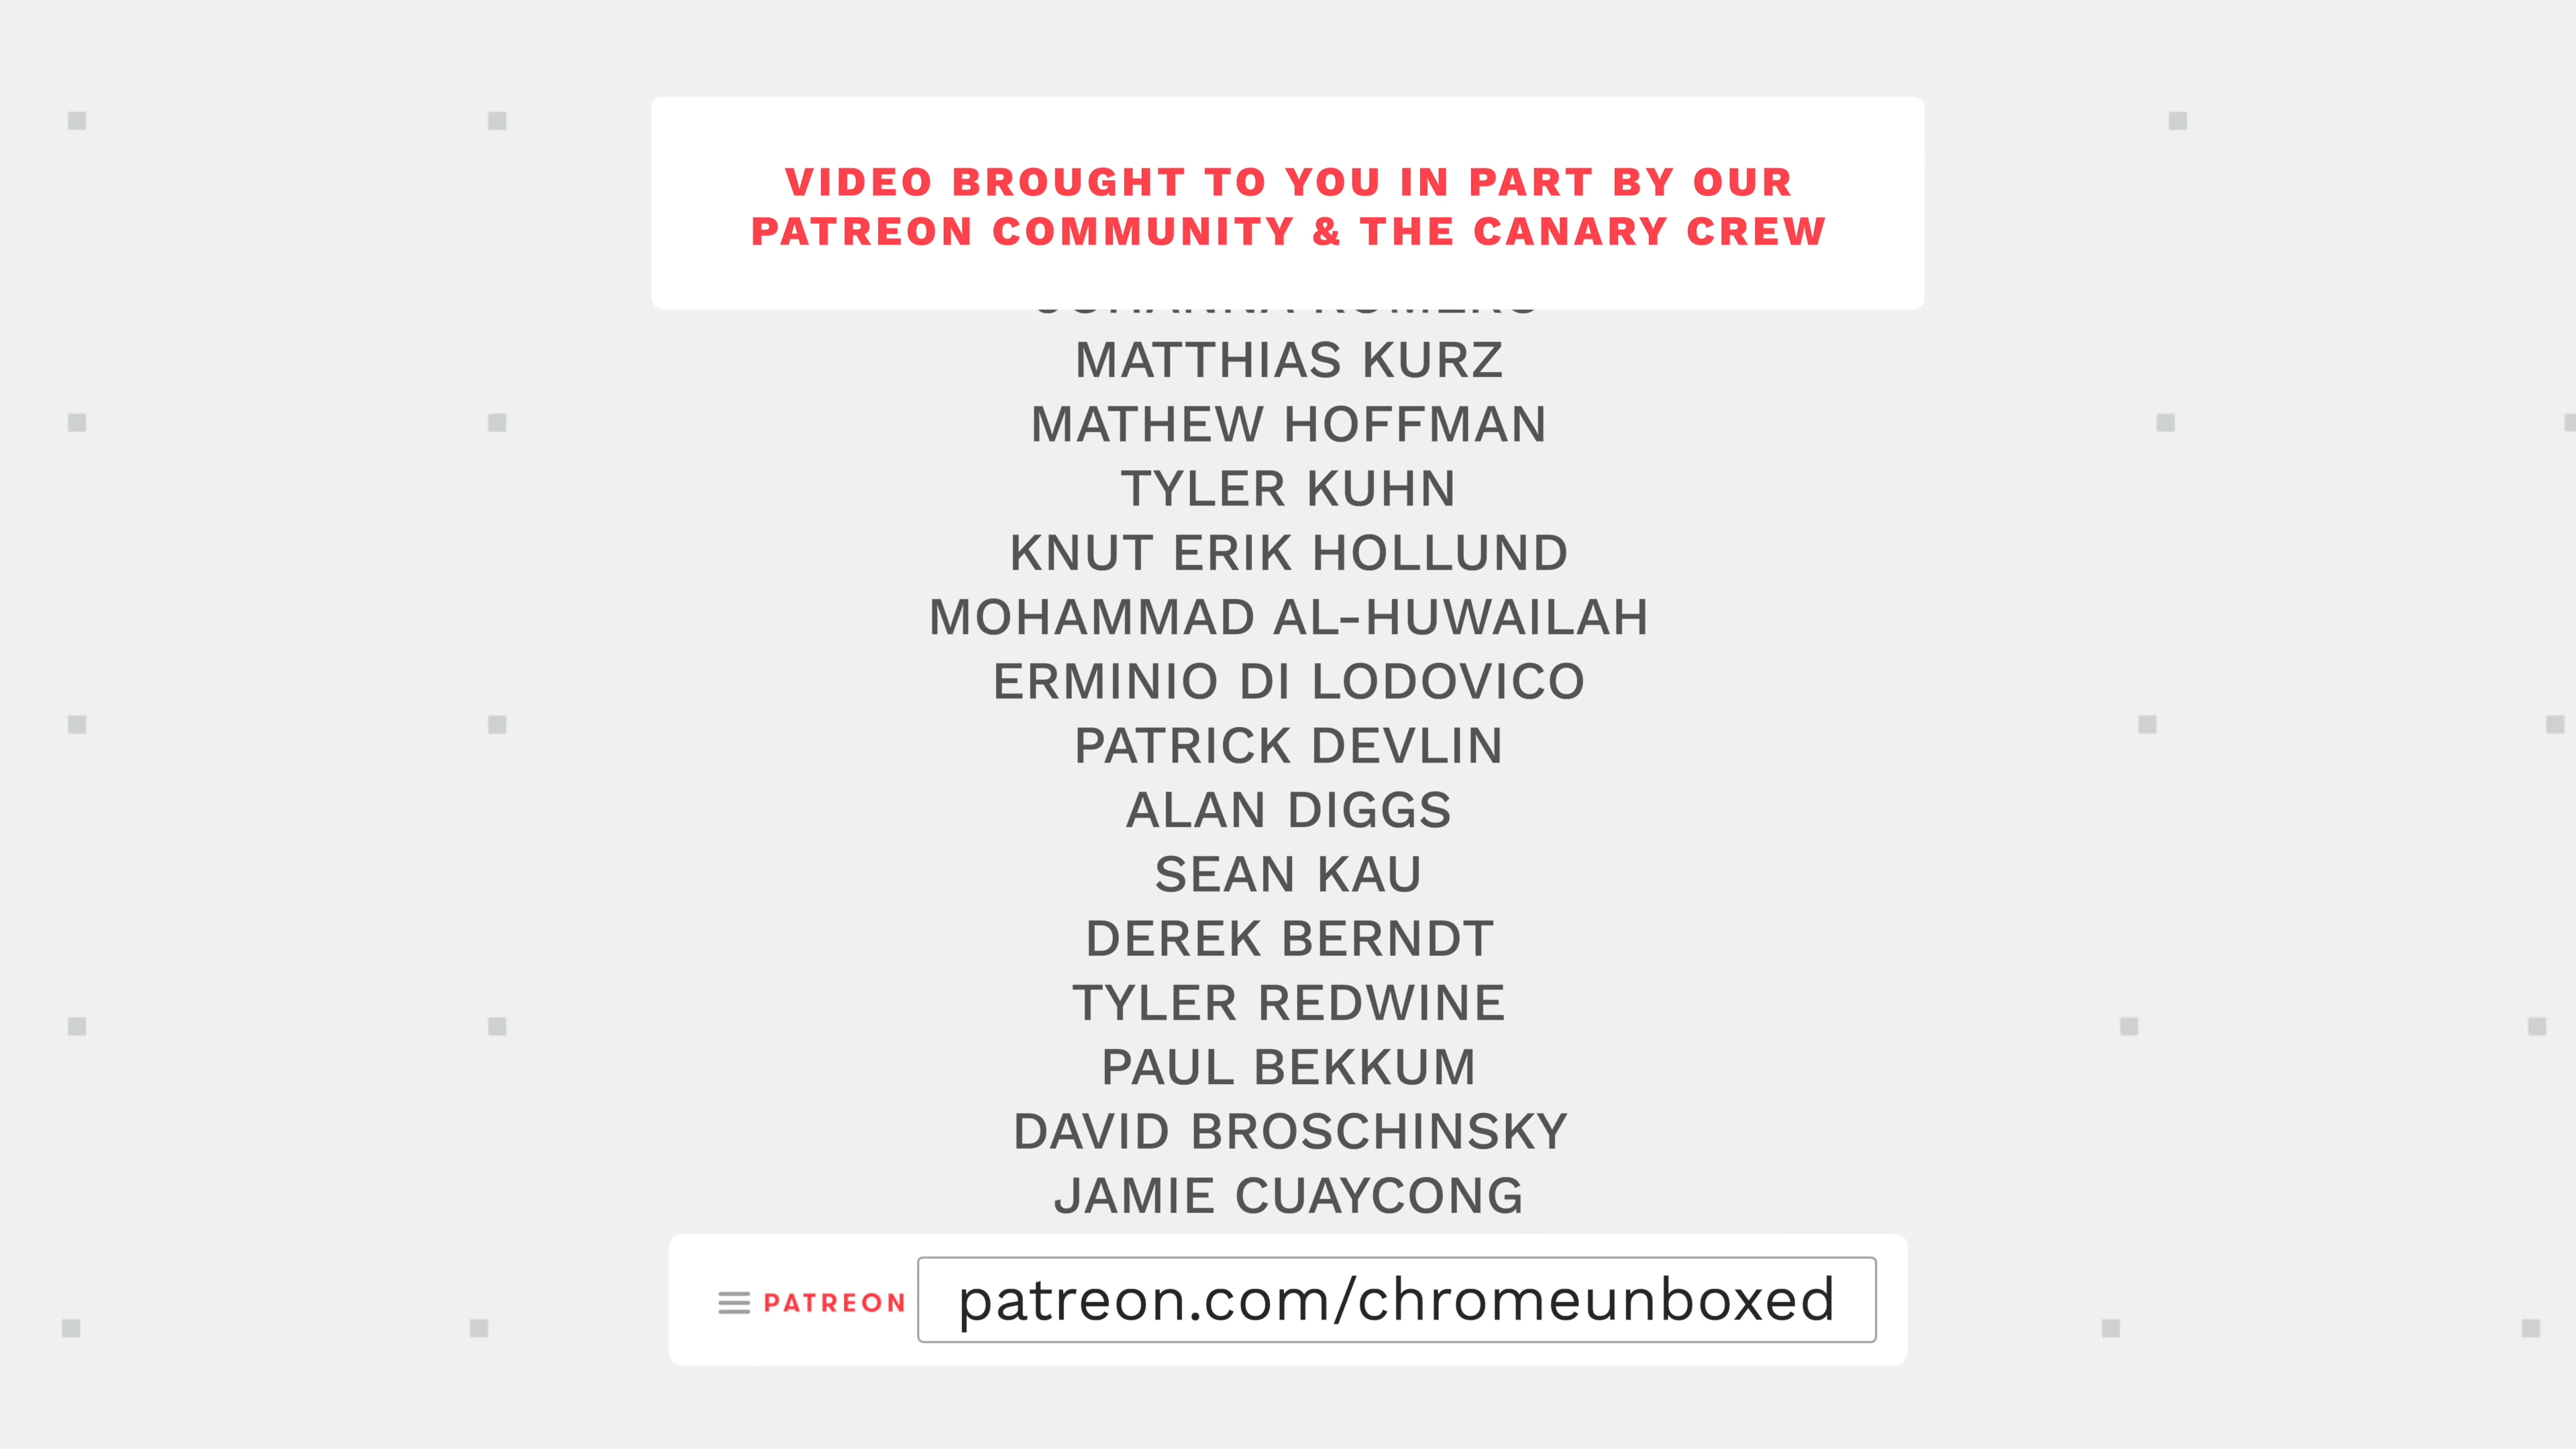 VIDEO BROUGHT TO YOU IN PART BY OUR
PATREON COMMUNITY & THE CANARY CREW
MATTHIAS KURZ
MATHEW HOFFMAN
TYLER KUHN
KNUT ERIK HOLLUND
MOHAMMAD AL-HUWAILAH
ERMINIO DI LODOVICO
PATRICK DEVLIN
ALAN DIGGS
SEAN KAU
DEREK BERNDT
TYLER REDWINE
PAUL BEKKUM
DAVID BROSCHINSKY
JAMIE CUAYCONG
PATREON patreon.com/chromeunboxed